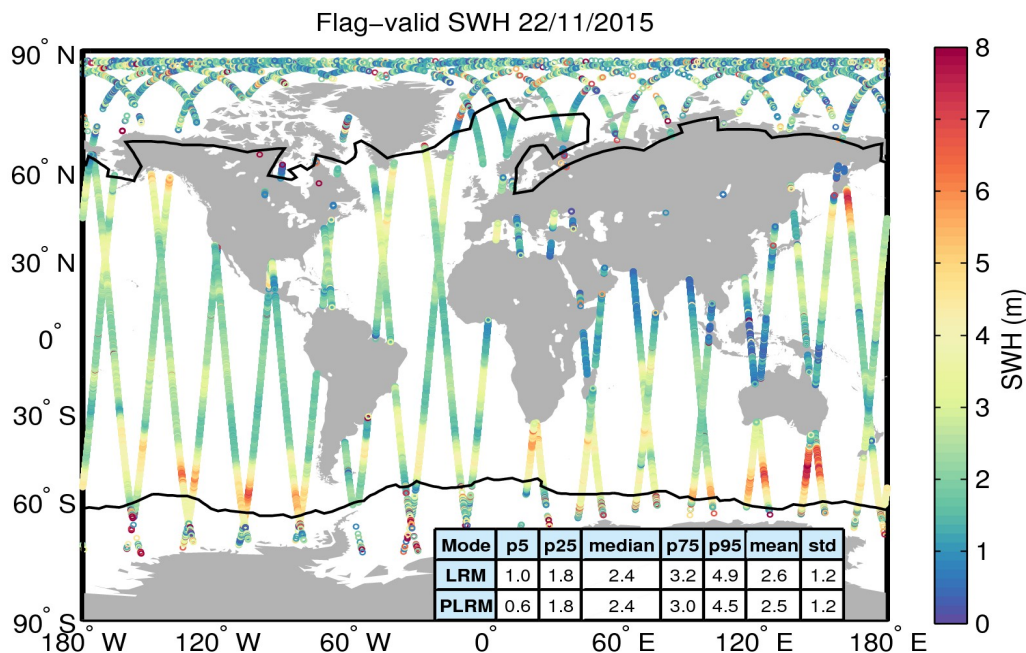 Flag−valid SWH 22/11/2015
90° N
60° N
30° N
0°
30° S
60° S
90° S
180° W
120° W
60° W
0°
60° E
120° E
180° E
Mode p5 p25 median p75 p95 mean std
LRM 1.0 1.8 2.4 3.2 4.9 2.6 1.2
PLRM 0.6 1.8 2.4 3.0 4.5 2.5 1.2
8
7
6
5
4
3
2
1
0
SWH (m)